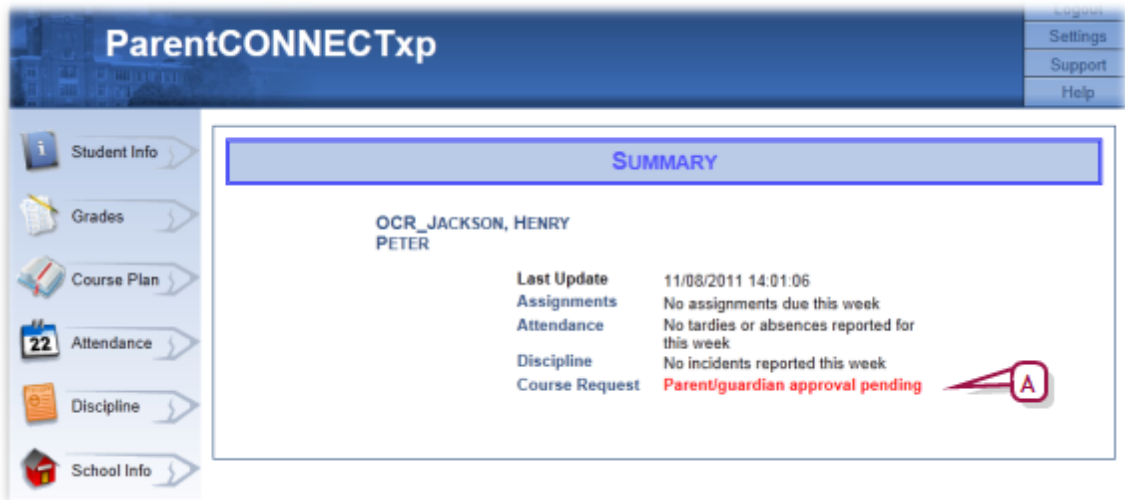 Logout
ParentCONNECTxp
Settings
Support
Help
Student Info
Grades
Course Plan
22
Attendance
Discipline
School Info
SUMMARY
OCR_JACKSON, HENRY
PETER
Last Update 11/08/2011 14:01:06
Assignments No assignments due this week
Attendance No tardies or absences reported for
this week
Discipline No incidents reported this week
Course Request Parent/guardian approval pending
A